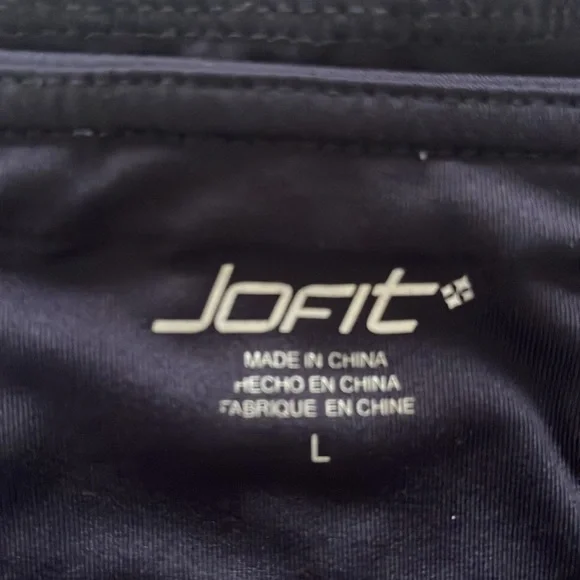 JOFIT
MADE IN CHINA
HECHO EN CHINA
FABRIQUE EN CHINE
L